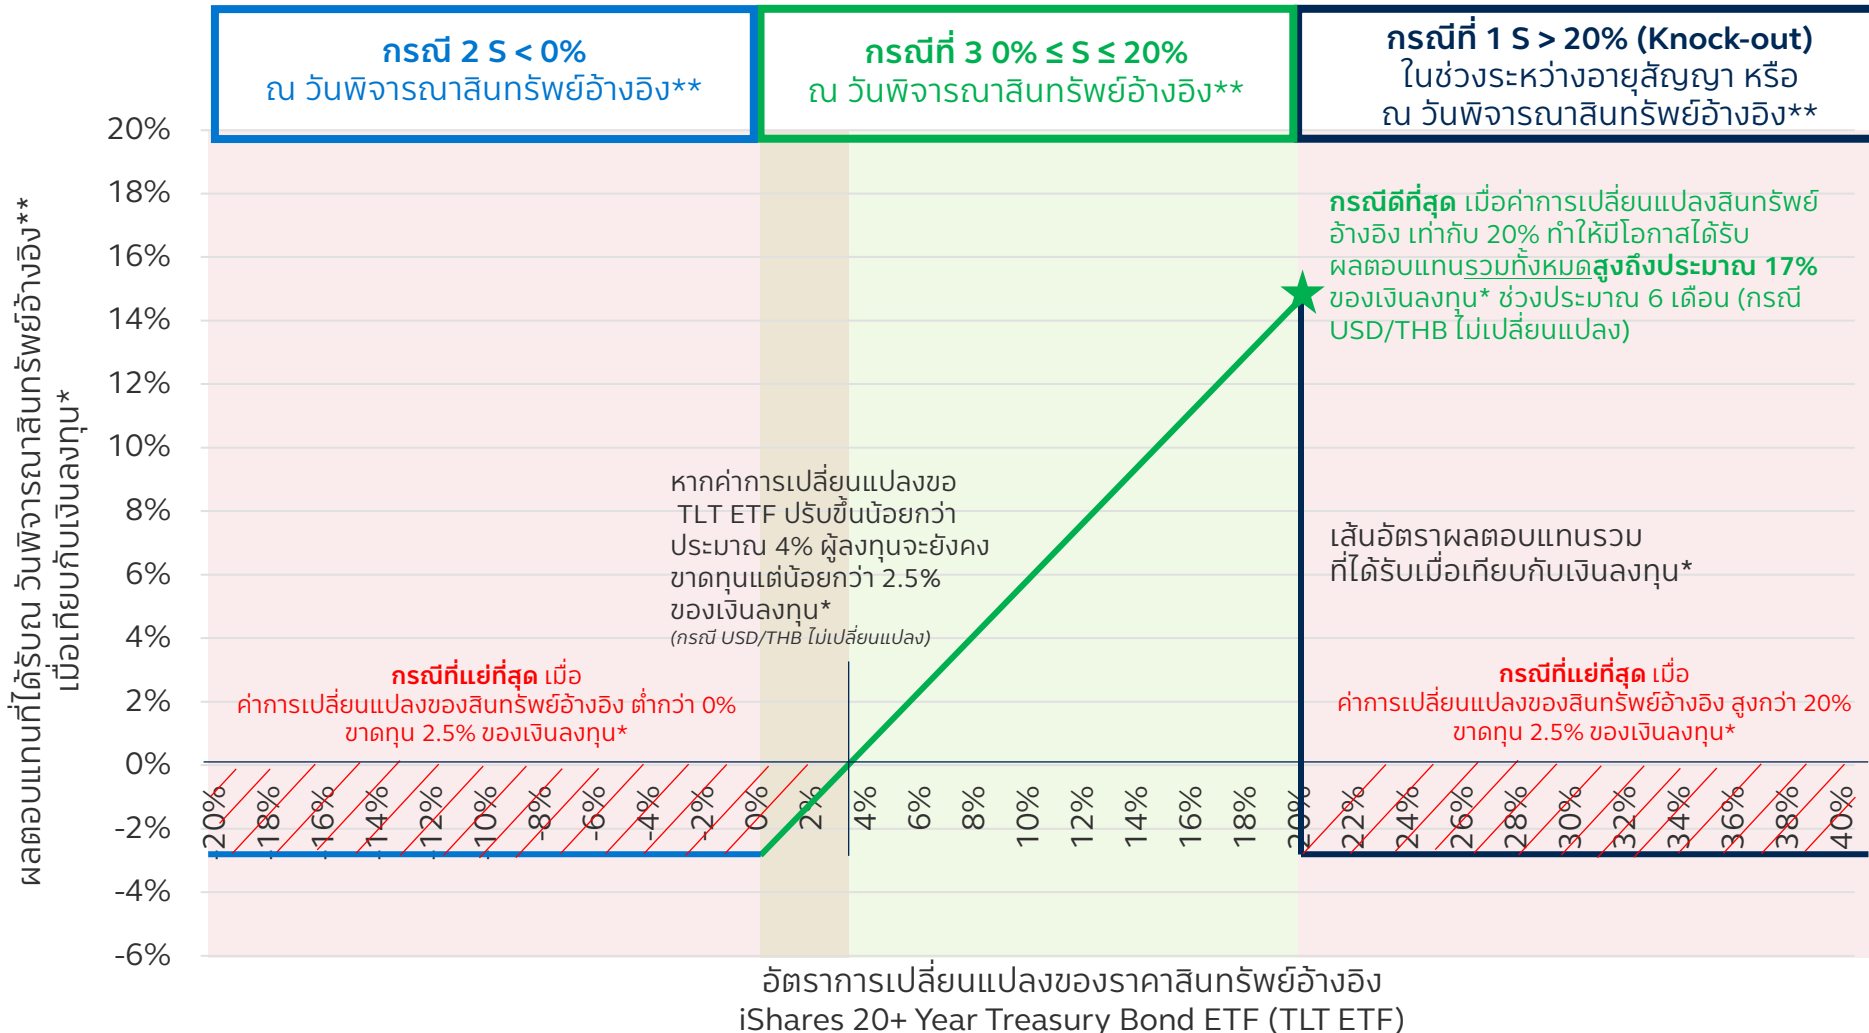 กรณี 2 S < 0%
ณ วันพิจารณาสินทรัพย์อ้างอิง**
กรณีที่ 3 0% ≤ S ≤ 20%
ณ วันพิจารณาสินทรัพย์อ้างอิง**
กรณีที่ 1 S > 20% (Knock-out)
ในช่วงระหว่างอายุสัญญา หรือ
ณ วันพิจารณาสินทรัพย์อ้างอิง**
ผลตอบแทนที่ได้รับณ วันพิจารณาสินทรัพย์อ้างอิง**
เมื่อเทียบกับเงินลงทุน*
20%
18%
16%
14%
12%
10%
8%
6%
4%
2%
0%
-2%
-4%
-6%
กรณีดีที่สุด เมื่อค่าการเปลี่ยนแปลงสินทรัพย์
อ้างอิง เท่ากับ 20% ทำให้มีโอกาสได้รับ
ผลตอบแทนรวมทั้งหมดสูงถึงประมาณ 17%
ของเงินลงทุน* ช่วงประมาณ 6 เดือน (กรณี
USD/THB ไม่เปลี่ยนแปลง)
หากค่าการเปลี่ยนแปลงขอ
TLT ETF ปรับขึ้นน้อยกว่า
ประมาณ 4% ผู้ลงทุนจะยังคง
ขาดทุนแต่น้อยกว่า 2.5%
ของเงินลงทุน*
(กรณี USD/THB ไม่เปลี่ยนแปลง)
เส้นอัตราผลตอบแทนรวม
ที่ได้รับเมื่อเทียบกับเงินลงทุน*
กรณีที่แย่ที่สุด เมื่อ
ค่าการเปลี่ยนแปลงของสินทรัพย์อ้างอิง ต่ำกว่า 0%
ขาดทุน 2.5% ของเงินลงทุน*
กรณีที่แย่ที่สุด เมื่อ
ค่าการเปลี่ยนแปลงของสินทรัพย์อ้างอิง สูงกว่า 20%
ขาดทุน 2.5% ของเงินลงทุน*
-20%
-18%
-16%
-14%
-12%
-10%
-8%
-6%
-4%
-2%
0%
2%
4%
6%
8%
10%
12%
14%
16%
18%
20%
22%
24%
26%
28%
30%
32%
34%
36%
38%
40%
อัตราการเปลี่ยนแปลงของราคาสินทรัพย์อ้างอิง
iShares 20+ Year Treasury Bond ETF (TLT ETF)